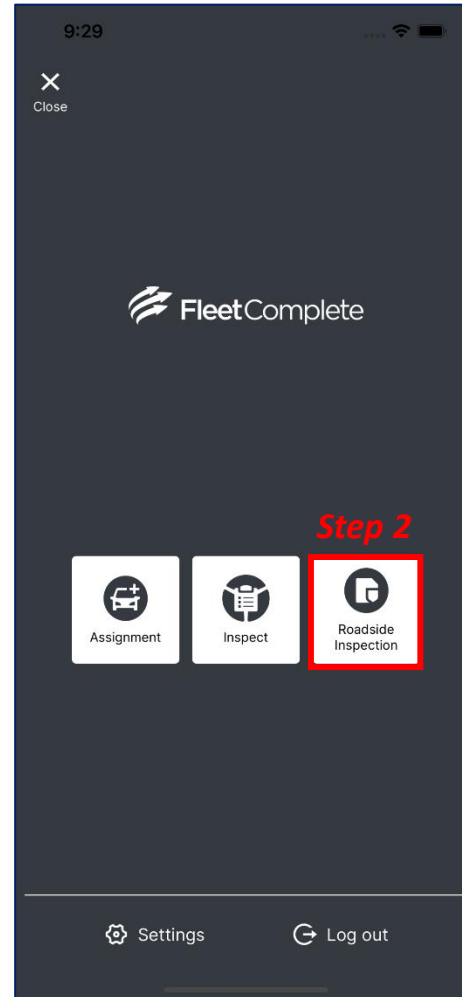 9:29
Close
FleetComplete
Step 2
Assignment
Inspect
Roadside
Inspection
Settings
Log out